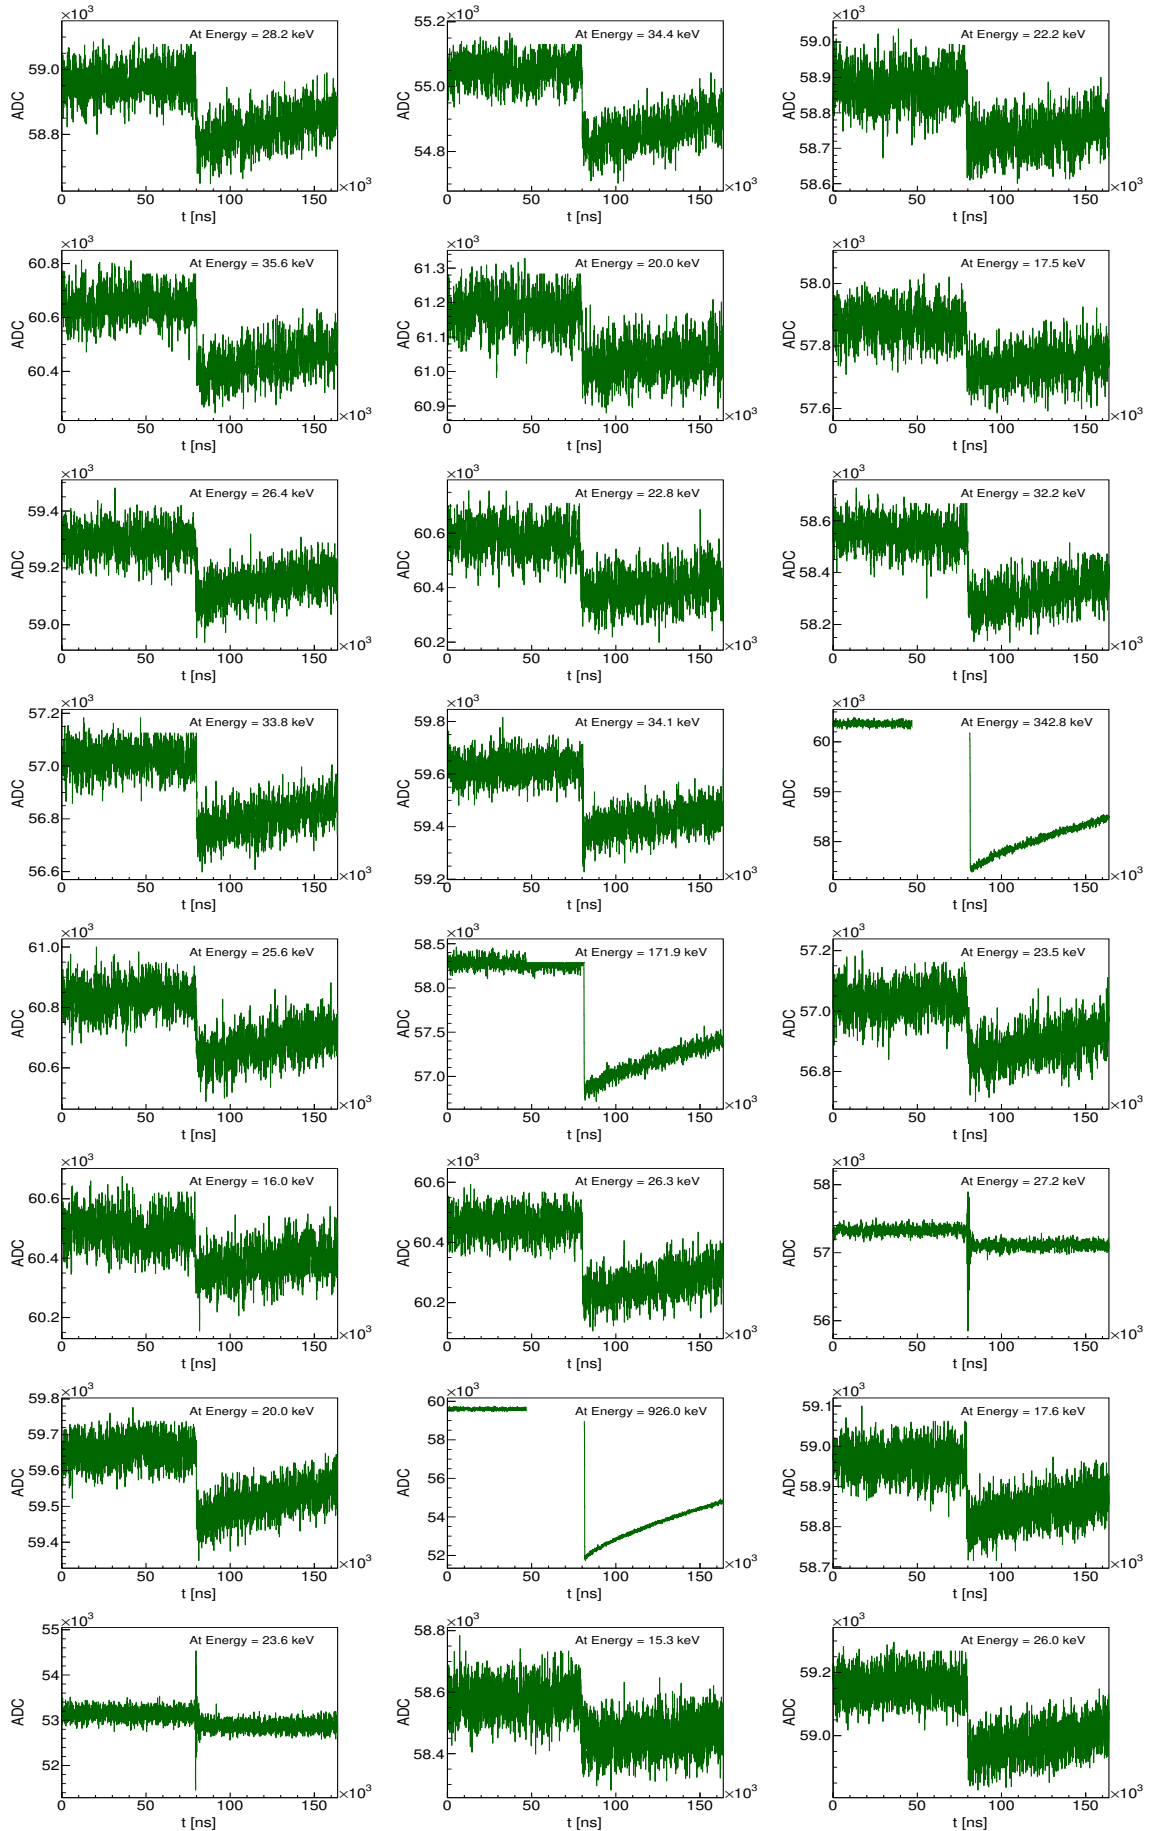 ×10³
At Energy = 28.2 keV
ADC
59.0
58.8
0 50 100 150
×10³
t [ns]
×10³
At Energy = 34.4 keV
ADC
55.2
55.0
54.8
0 50 100 150
×10³
t [ns]
×10³
At Energy = 22.2 keV
ADC
59.0
58.9
58.8
58.7
58.6
0 50 100 150
×10³
t [ns]
×10³
At Energy = 35.6 keV
ADC
60.8
60.6
60.4
0 50 100 150
×10³
t [ns]
×10³
At Energy = 20.0 keV
ADC
61.3
61.2
61.0
60.9
0 50 100 150
×10³
t [ns]
×10³
At Energy = 17.5 keV
ADC
58.0
57.8
57.6
0 50 100 150
×10³
t [ns]
×10³
At Energy = 26.4 keV
ADC
59.4
59.2
59.0
0 50 100 150
×10³
t [ns]
×10³
At Energy = 22.8 keV
ADC
60.6
60.4
60.2
0 50 100 150
×10³
t [ns]
×10³
At Energy = 32.2 keV
ADC
58.6
58.4
58.2
0 50 100 150
×10³
t [ns]
×10³
At Energy = 33.8 keV
ADC
57.2
57.0
56.8
56.6
0 50 100 150
×10³
t [ns]
×10³
At Energy = 34.1 keV
ADC
59.8
59.6
59.4
59.2
0 50 100 150
×10³
t [ns]
×10³
At Energy = 342.8 keV
ADC
60
59
58
0 50 100 150
×10³
t [ns]
×10³
At Energy = 25.6 keV
ADC
61.0
60.8
60.6
0 50 100 150
×10³
t [ns]
×10³
At Energy = 171.9 keV
ADC
58.5
58.0
57.5
57.0
0 50 100 150
×10³
t [ns]
×10³
At Energy = 23.5 keV
ADC
57.2
57.0
56.8
0 50 100 150
×10³
t [ns]
×10³
At Energy = 16.0 keV
ADC
60.6
60.4
60.2
0 50 100 150
×10³
t [ns]
×10³
At Energy = 26.3 keV
ADC
60.6
60.4
60.2
0 50 100 150
×10³
t [ns]
×10³
At Energy = 27.2 keV
ADC
58
57
56
0 50 100 150
×10³
t [ns]
×10³
At Energy = 20.0 keV
ADC
59.8
59.7
59.6
59.5
59.4
0 50 100 150
×10³
t [ns]
×10³
At Energy = 926.0 keV
ADC
60
58
56
54
52
0 50 100 150
×10³
t [ns]
×10³
At Energy = 17.6 keV
ADC
59.1
59.0
58.9
58.8
58.7
0 50 100 150
×10³
t [ns]
×10³
At Energy = 23.6 keV
ADC
55
54
53
52
0 50 100 150
×10³
t [ns]
×10³
At Energy = 15.3 keV
ADC
58.8
58.6
58.4
0 50 100 150
×10³
t [ns]
×10³
At Energy = 26.0 keV
ADC
59.2
59.0
0 50 100 150
×10³
t [ns]